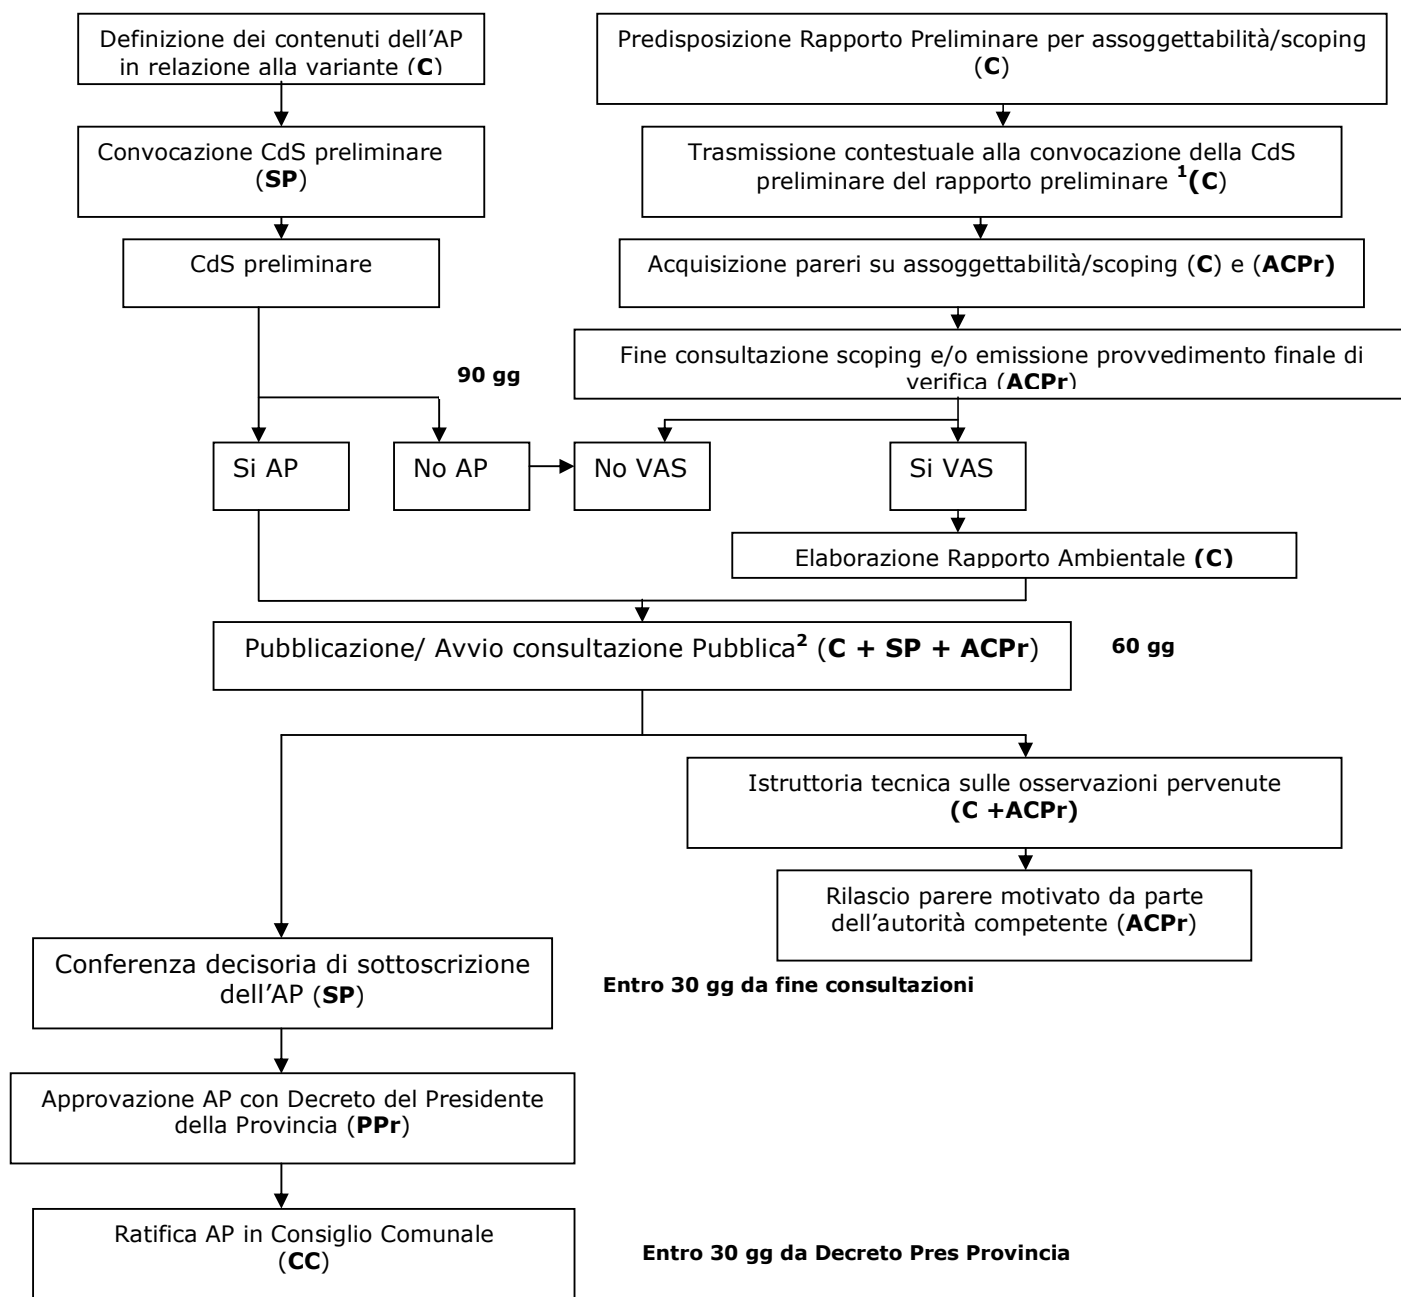 Definizione dei contenuti dell'AP
in relazione alla variante (C)
Predisposizione Rapporto Preliminare per assoggettabilità/scoping
(C)
Convocazione CdS preliminare
(SP)
Trasmissione contestuale alla convocazione della CdS
preliminare del rapporto preliminare ¹(C)
CdS preliminare
Acquisizione pareri su assoggettabilità/scoping (C) e (ACPr)
Fine consultazione scoping e/o emissione provvedimento finale di
verifica (ACPr)
90 gg
Si AP
No AP
No VAS
Si VAS
Elaborazione Rapporto Ambientale (C)
Pubblicazione/ Avvio consultazione Pubblica² (C + SP + ACPr)
60 gg
Istruttoria tecnica sulle osservazioni pervenute
(C +ACPr)
Rilascio parere motivato da parte
dell'autorità competente (ACPr)
Conferenza decisoria di sottoscrizione
dell'AP (SP)
Entro 30 gg da fine consultazioni
Approvazione AP con Decreto del Presidente
della Provincia (PPr)
Ratifica AP in Consiglio Comunale
(CC)
Entro 30 gg da Decreto Pres Provincia